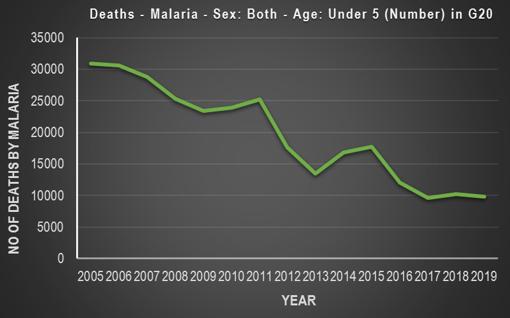 Deaths - Malaria - Sex: Both - Age: Under 5 (Number) in G20
35000
30000
25000
20000
15000
10000
5000
0
NO OF DEATHS BY MALARIA
2005 2006 2007 2008 2009 2010 2011 2012 2013 2014 2015 2016 2017 2018 2019
YEAR